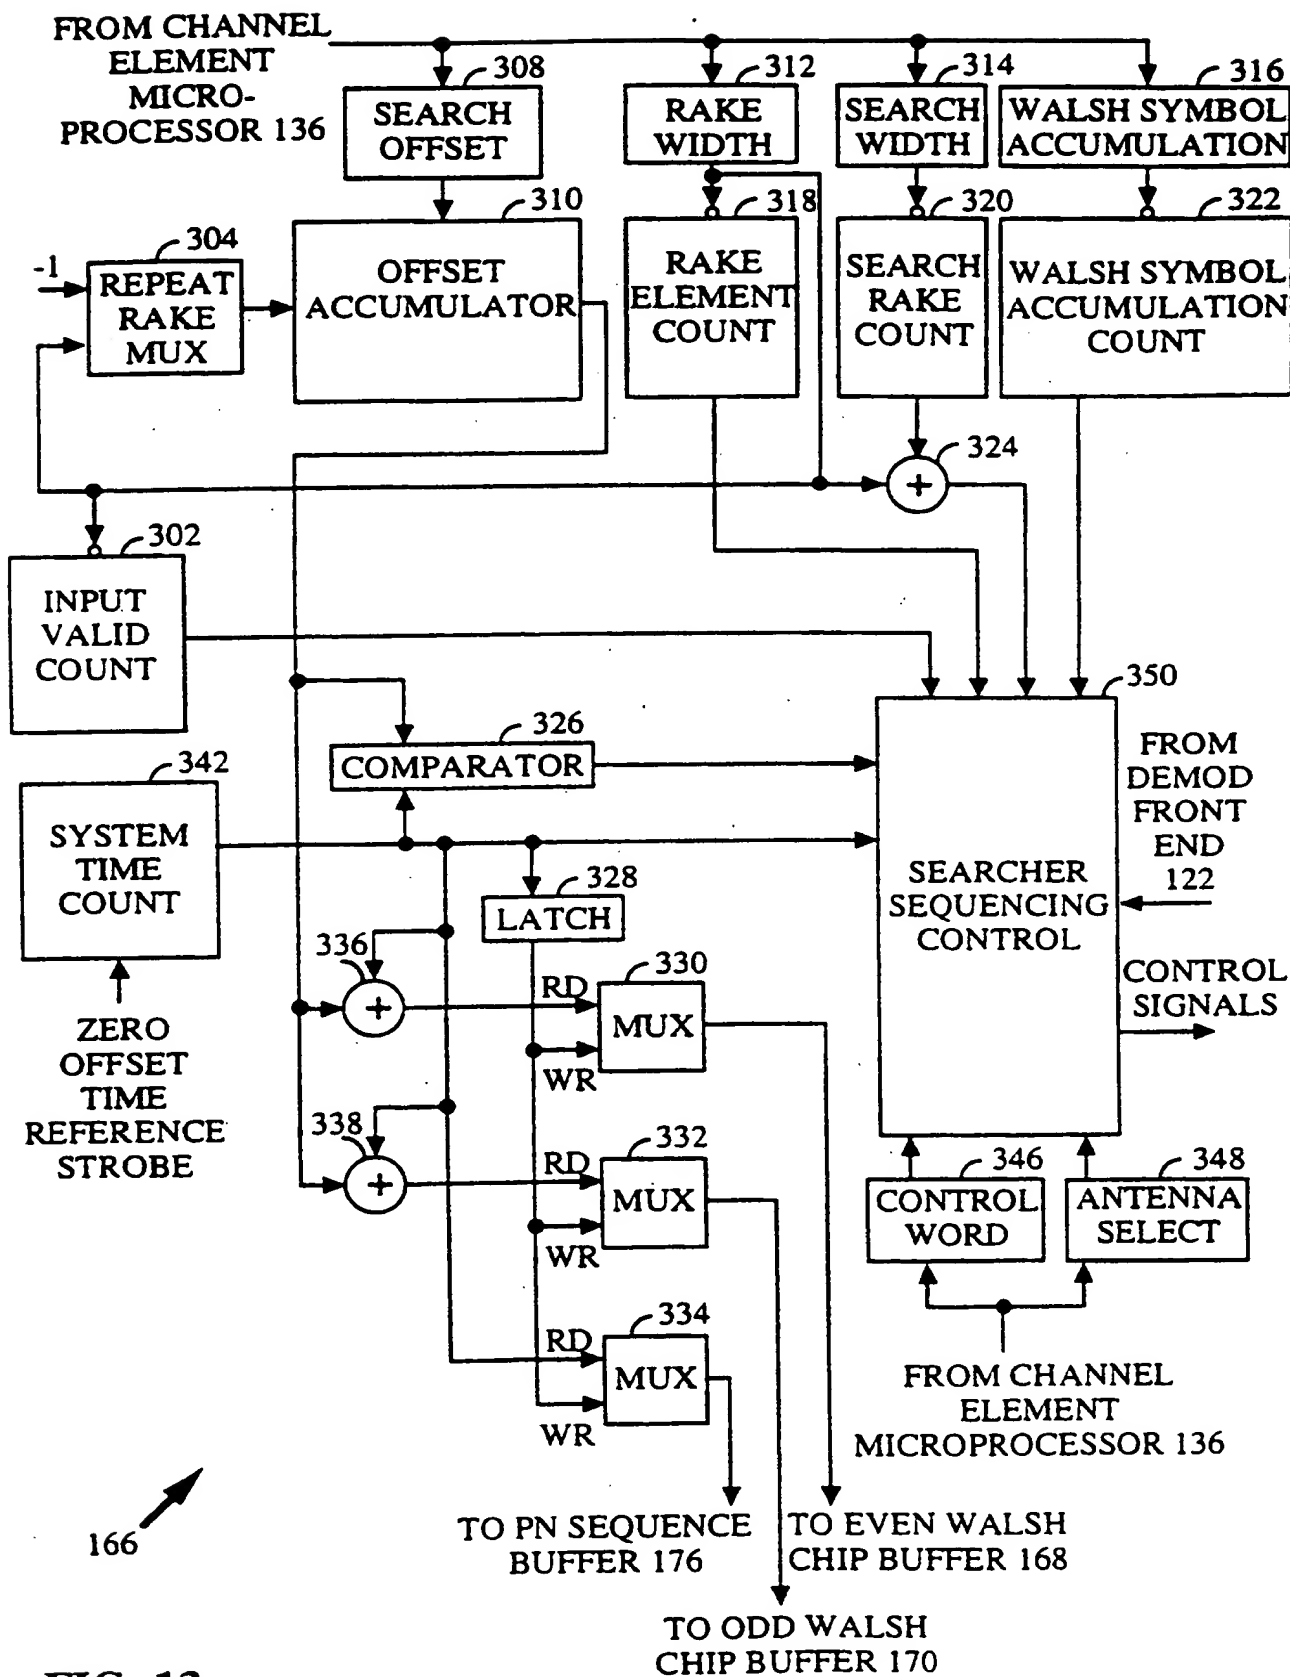 FROM CHANNEL
ELEMENT
MICRO-
PROCESSOR 136
308
SEARCH
OFFSET
312
RAKE
WIDTH
314
SEARCH
WIDTH
316
WALSH SYMBOL
ACCUMULATION
304
-1
REPEAT
RAKE
MUX
310
OFFSET
ACCUMULATOR
318
RAKE
ELEMENT
COUNT
320
SEARCH
RAKE
COUNT
322
WALSH SYMBOL
ACCUMULATION
COUNT
324
+
302
INPUT
VALID
COUNT
350
326
COMPARATOR
FROM
DEMOD
FRONT
END
122
342
SYSTEM
TIME
COUNT
328
LATCH
SEARCHER
SEQUENCING
CONTROL
336
+
RD
330
MUX
WR
CONTROL
SIGNALS
ZERO
OFFSET
TIME
REFERENCE
STROBE
338
+
RD
332
MUX
WR
346
CONTROL
WORD
348
ANTENNA
SELECT
RD
334
MUX
WR
FROM CHANNEL
ELEMENT
MICROPROCESSOR 136
166
TO PN SEQUENCE
BUFFER 176
TO EVEN WALSH
CHIP BUFFER 168
TO ODD WALSH
CHIP BUFFER 170
FIG. 12